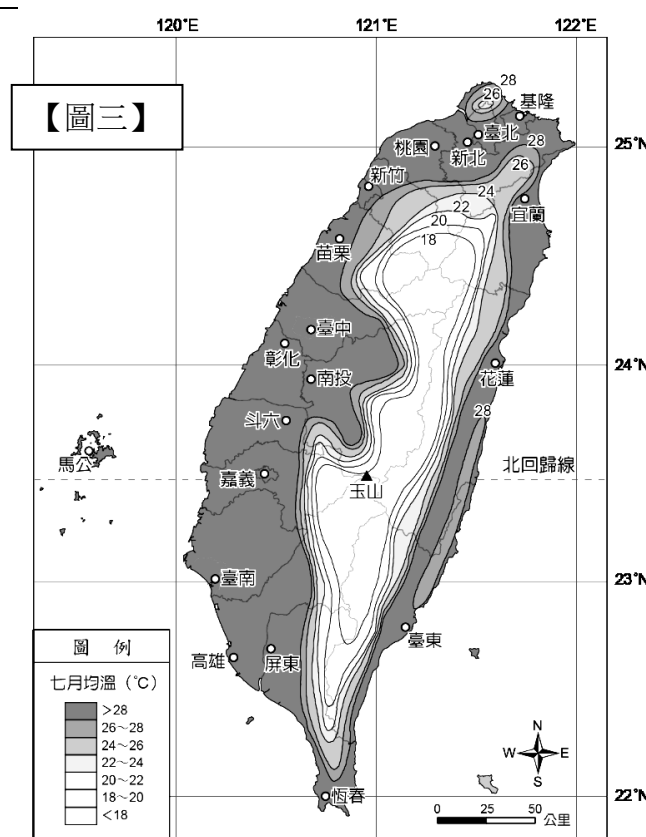 120°E 121°E 122°E
【圖三】
28
26
基隆
臺北
25°N
桃園
新北
28
26
新竹
24
22
宜蘭
20
18
苗栗
臺中
彰化
24°N
花蓮
南投
28
斗六
馬公
北回歸線
嘉義
玉山
臺南
23°N
臺東
圖 例
高雄
屏東
七月均溫（°C）
>28
26～28
24～26
22～24
20～22
18～20
<18
N
W E
S
22°N
恆春
0 25 50
公里